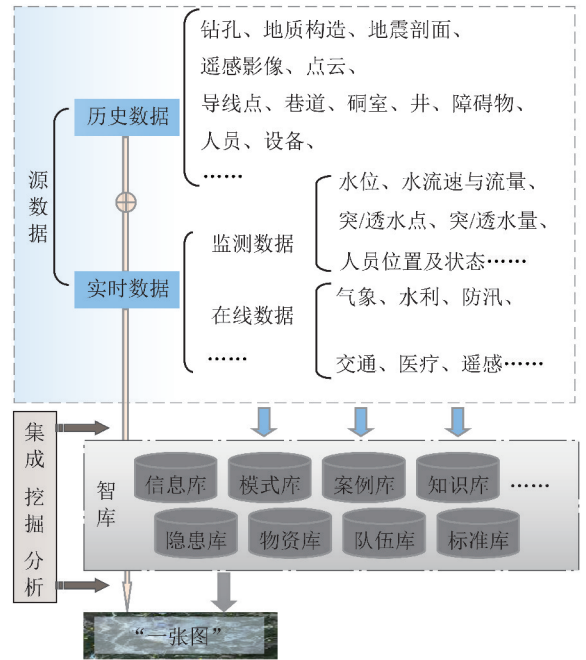 钻孔、地质构造、地震剖面、
遥感影像、点云、
导线点、巷道、硐室、井、障碍物、
人员、设备、
……
历史数据
源数据
实时数据
监测数据
水位、水流速与流量、
突/透水点、突/透水量、
人员位置及状态……
在线数据
气象、水利、防汛、
交通、医疗、遥感……
……
集成 挖掘 分析
智库
信息库 模式库 案例库 知识库 ……
隐患库 物资库 队伍库 标准库
“一张图”